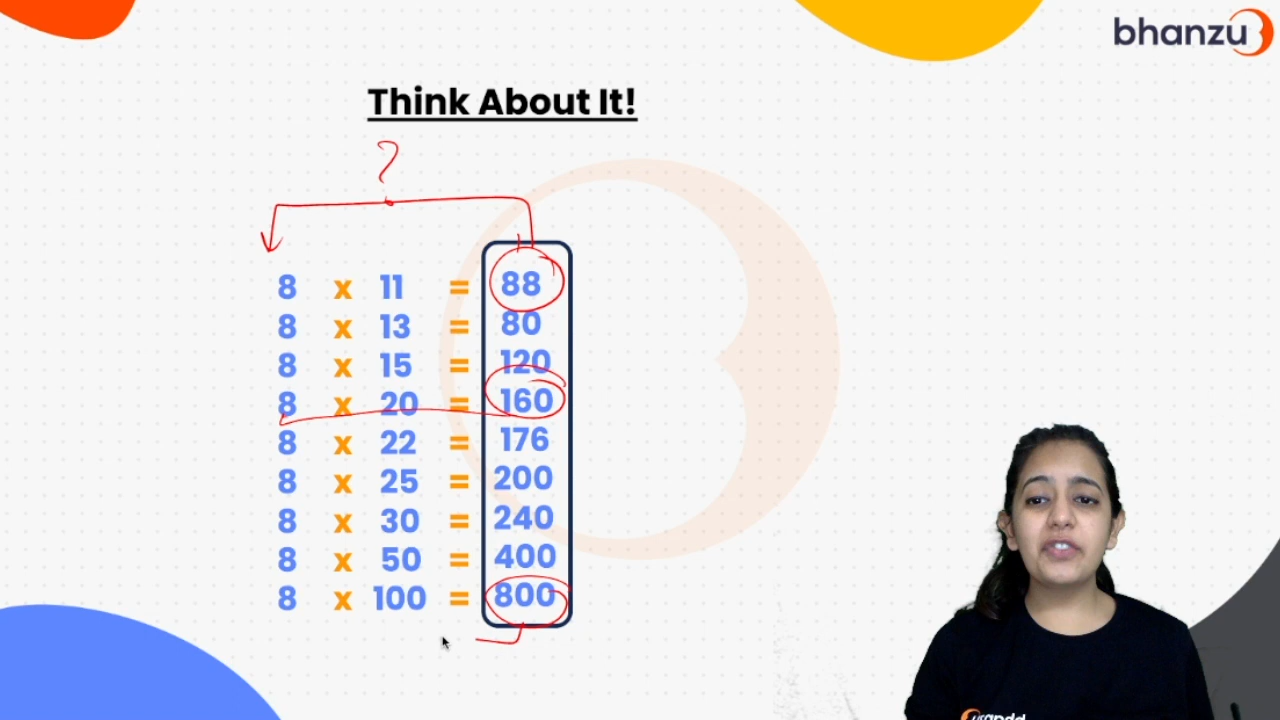 bhanzu
Think About It!
?
8 x 11 = 88
8 x 13 = 80
8 x 15 = 120
8 x 20 = 160
8 x 22 = 176
8 x 25 = 200
8 x 30 = 240
8 x 50 = 400
8 x 100 = 800